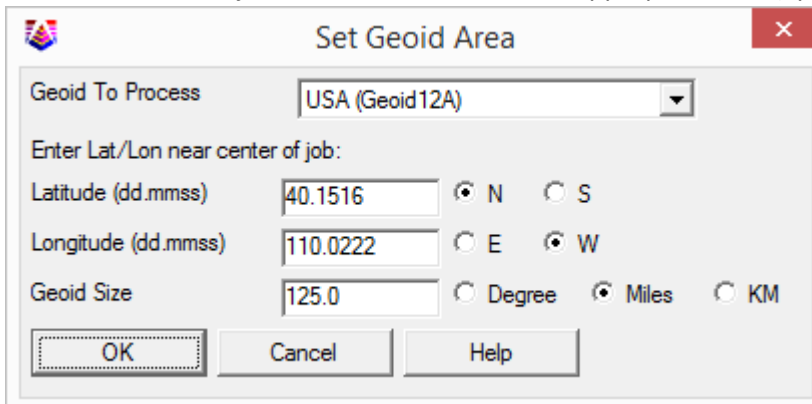 Set Geoid Area
Geoid To Process USA (Geoid12A)
Enter Lat/Lon near center of job:
Latitude (dd.mmss) 40.1516 N S
Longitude (dd.mmss) 110.0222 E W
Geoid Size 125.0 Degree Miles KM
OK Cancel Help